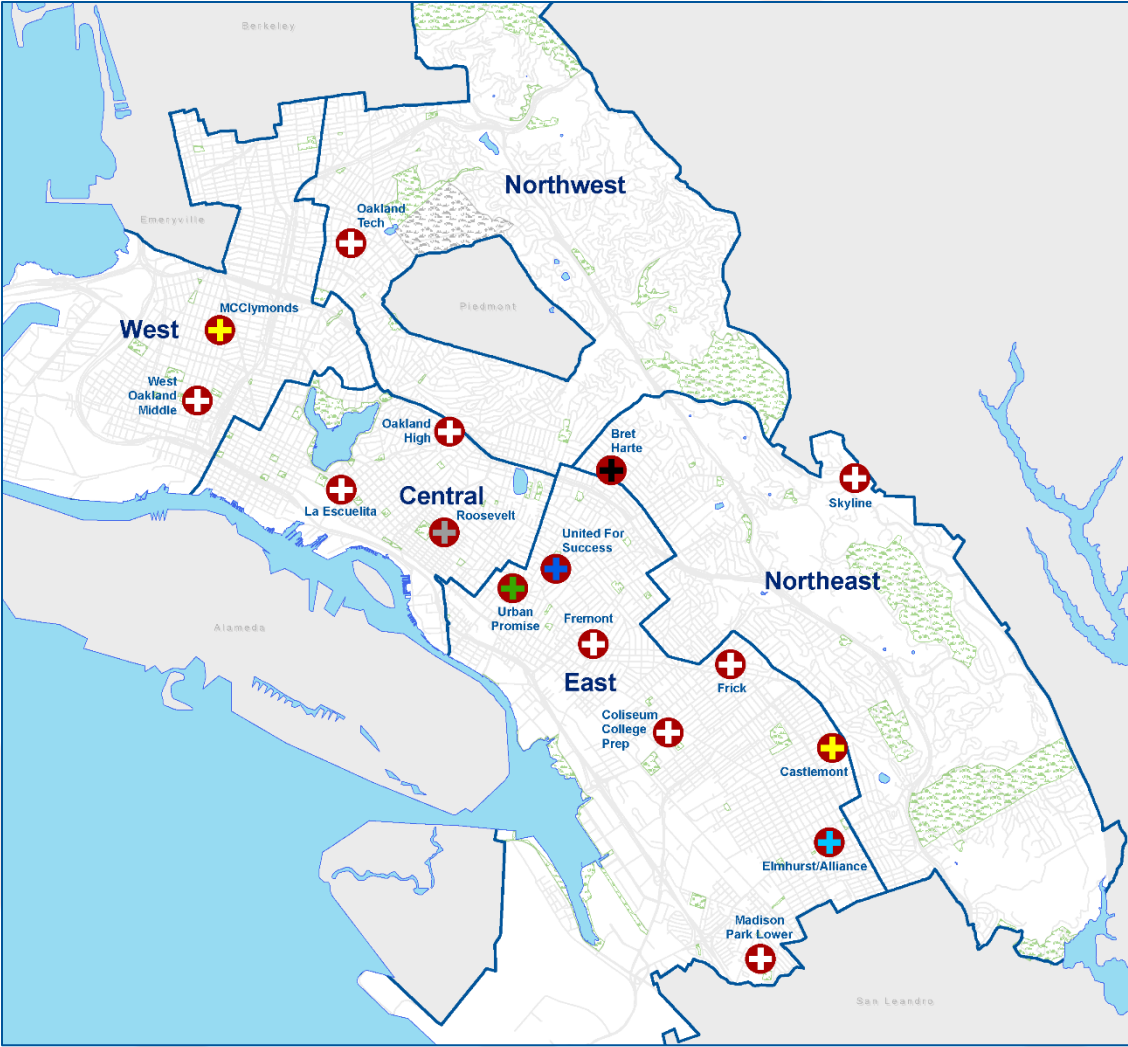 Berkeley
Northwest
Oakland
Tech
Emeryville
Piedmont
MCClymonds
West
West
Oakland
Middle
Oakland
High
Bret
Harte
Central
Skyline
La Escuelita
Roosevelt
United For
Success
Northeast
Urban
Promise
Fremont
Alameda
East
Frick
Coliseum
College
Prep
Castlemont
Elmhurst/Alliance
Madison
Park Lower
San Leandro